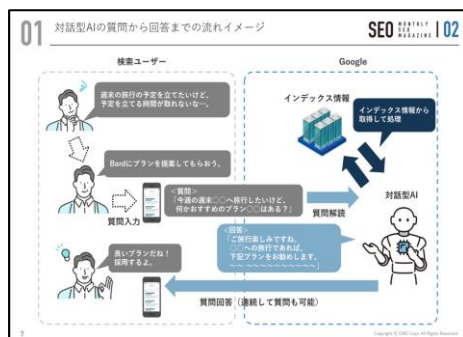 01
対話型AIの質問から回答までの流れイメージ
SEO MONTHLY SEO MAGAZINE | 02
検索ユーザー
Google
週末の旅行の予定を立てたいけど、
予定を立てる時間が取れないな…。
インデックス情報
インデックス情報から
取得して処理
Bardにプランを提案してもらおう。
<質問>
「今週の週末○○へ旅行したいけど、
何かおすすめのプラン○○はある?」
質問入力
質問解読
対話型AI
<回答>
「ご旅行楽しみですね。
○○への旅行であれば、
下記プランをお勧めします。
～～ ～～～～～～～～」
良いプランだね!
採用するよ。
質問回答(連続して質問も可能)
7
Copyright © CINC Corp. All Rights Reserved.